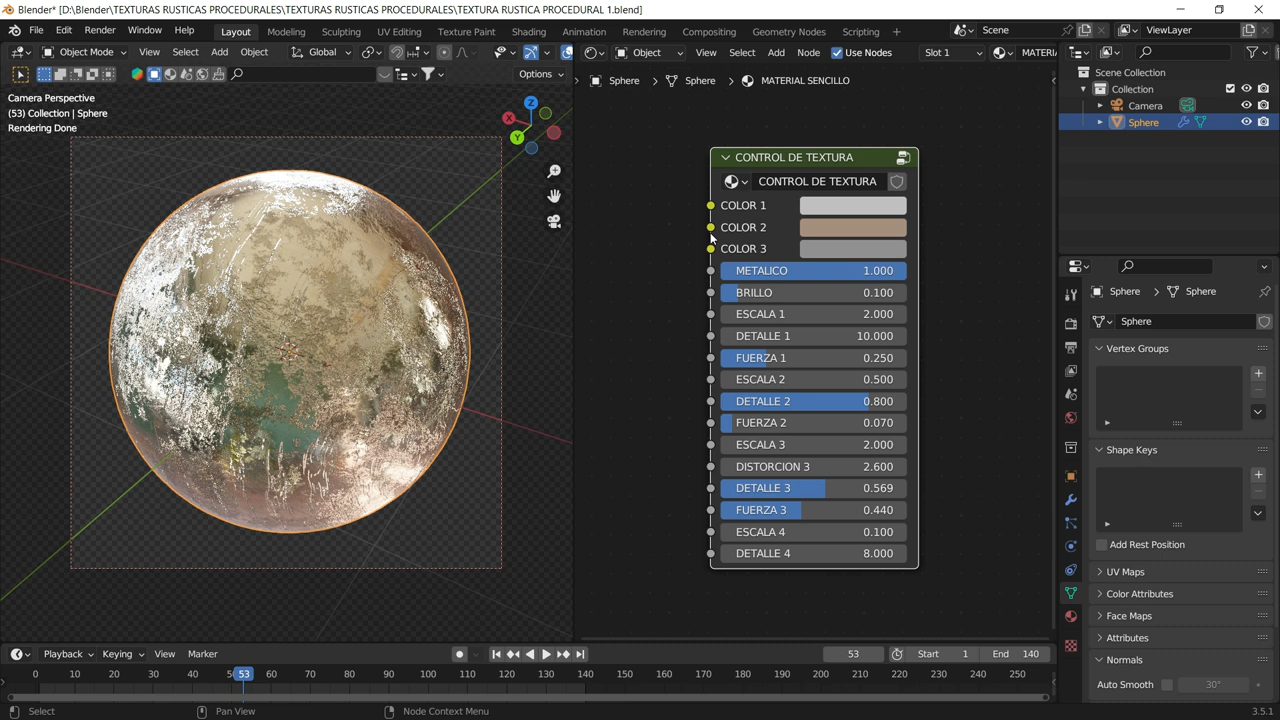 Blender* [D:\Blender\TEXTURAS RUSTICAS PROCEDURALES\TEXTURAS RUSTICAS PROCEDURALES\TEXTURA RUSTICA PROCEDURAL 1.blend]
File Edit Render Window Help Layout Modeling Sculpting UV Editing Texture Paint Shading Animation Rendering Compositing Geometry Nodes Scripting Scene ViewLayer
Object Mode View Select Add Object Global Object View Select Add Node Use Nodes Slot 1 MATERI
Options
Sphere Sphere MATERIAL SENCILLO
Camera Perspective
(53) Collection | Sphere
Rendering Done
X
Y
Z
CONTROL DE TEXTURA
CONTROL DE TEXTURA
COLOR 1
COLOR 2
COLOR 3
METALICO 1.000
BRILLO 0.100
ESCALA 1 2.000
DETALLE 1 10.000
FUERZA 1 0.250
ESCALA 2 0.500
DETALLE 2 0.800
FUERZA 2 0.070
ESCALA 3 2.000
DISTORCION 3 2.600
DETALLE 3 0.569
FUERZA 3 0.440
ESCALA 4 0.100
DETALLE 4 8.000
Scene Collection
Collection
Camera
Sphere
Sphere Sphere
Sphere
Vertex Groups
Shape Keys
Add Rest Position
UV Maps
Color Attributes
Face Maps
Attributes
Normals
Auto Smooth 30°
Playback Keying View Marker 53 Start 1 End 140
0 10 20 30 40 5 53 60 70 80 90 100 110 120 130 140 150 160 170 180 190 200 210 220 230 240 250
Select Pan View Node Context Menu 3.5.1